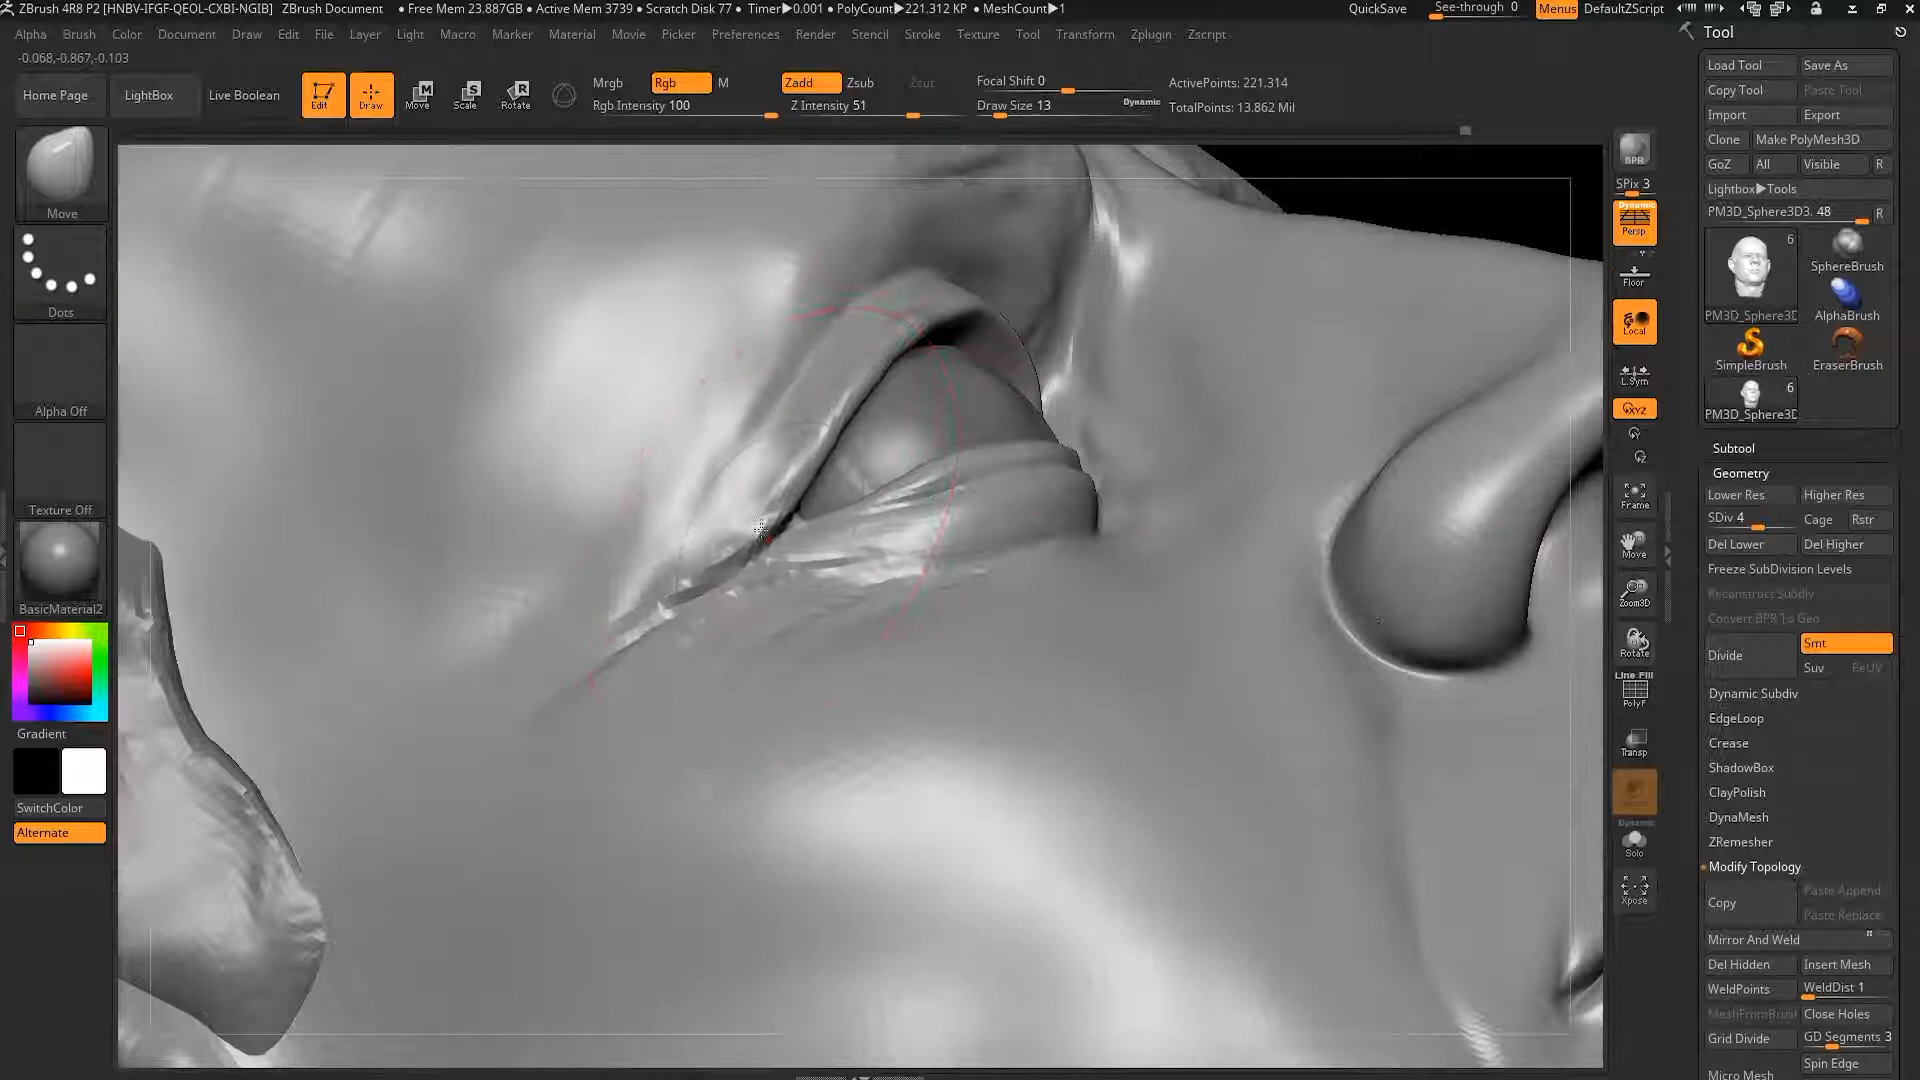 ZBrush 4R8 P2 [HNBV-IFGF-QEOL-CXBI-NGIB] ZBrush Document • Free Mem 23.887GB • Active Mem 3739 • Scratch Disk 77 • Timer▶0.001 • PolyCount▶221.312 KP • MeshCount▶1 QuickSave See-through 0 Menus DefaultZScript
Alpha Brush Color Document Draw Edit File Layer Light Macro Marker Material Movie Picker Preferences Render Stencil Stroke Texture Tool Transform Zplugin Zscript
-0.068,-0.867,-0.103
Home Page LightBox Live Boolean Edit Draw Move Scale Rotate
Mrgb Rgb M Zadd Zsub Zcut Focal Shift 0 ActivePoints: 221.314
Rgb Intensity 100 Z Intensity 51 Draw Size 13 Dynamic TotalPoints: 13.862 Mil
Move
Dots
Alpha Off
Texture Off
BasicMaterial2
Gradient
SwitchColor
Alternate
BPR
SPix 3
Dynamic
Persp
Floor
Local
L.Sym
XYZ
Frame
Move
Zoom3D
Rotate
Line Fill
PolyF
Transp
Dynamic
Solo
Xpose
Tool
Load Tool Save As
Copy Tool Paste Tool
Import Export
Clone Make PolyMesh3D
GoZ All Visible R
Lightbox▶Tools
PM3D_Sphere3D3. 48 R
6
SphereBrush
PM3D_Sphere3D AlphaBrush
SimpleBrush EraserBrush
6
PM3D_Sphere3D
Subtool
Geometry
Lower Res Higher Res
SDiv 4 Cage Rstr
Del Lower Del Higher
Freeze SubDivision Levels
Reconstruct Subdiv
Convert BPR To Geo
Divide Smt
Suv ReUV
Dynamic Subdiv
EdgeLoop
Crease
ShadowBox
ClayPolish
DynaMesh
ZRemesher
Modify Topology
Copy Paste Append
Paste Replace
Mirror And Weld
Del Hidden Insert Mesh
WeldPoints WeldDist 1
MeshFromBrus Close Holes
Grid Divide GD Segments 3
Spin Edge
Micro Mesh